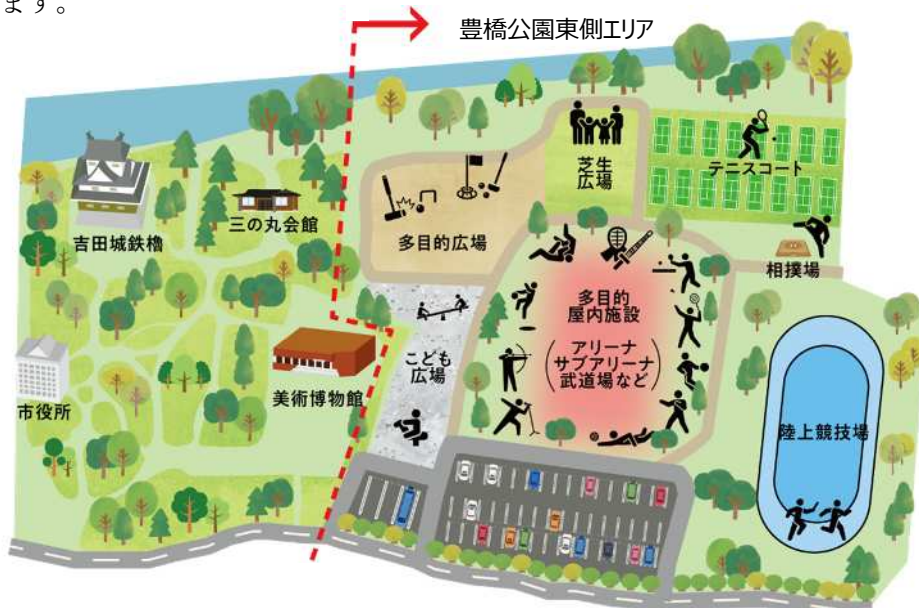 ます。
豊橋公園東側エリア
芝生
広場
テニスコート
吉田城鉄櫓
三の丸会館
多目的広場
相撲場
多目的
屋内施設
アリーナ
サブアリーナ
武道場など
こども
広場
市役所
美術博物館
陸上競技場